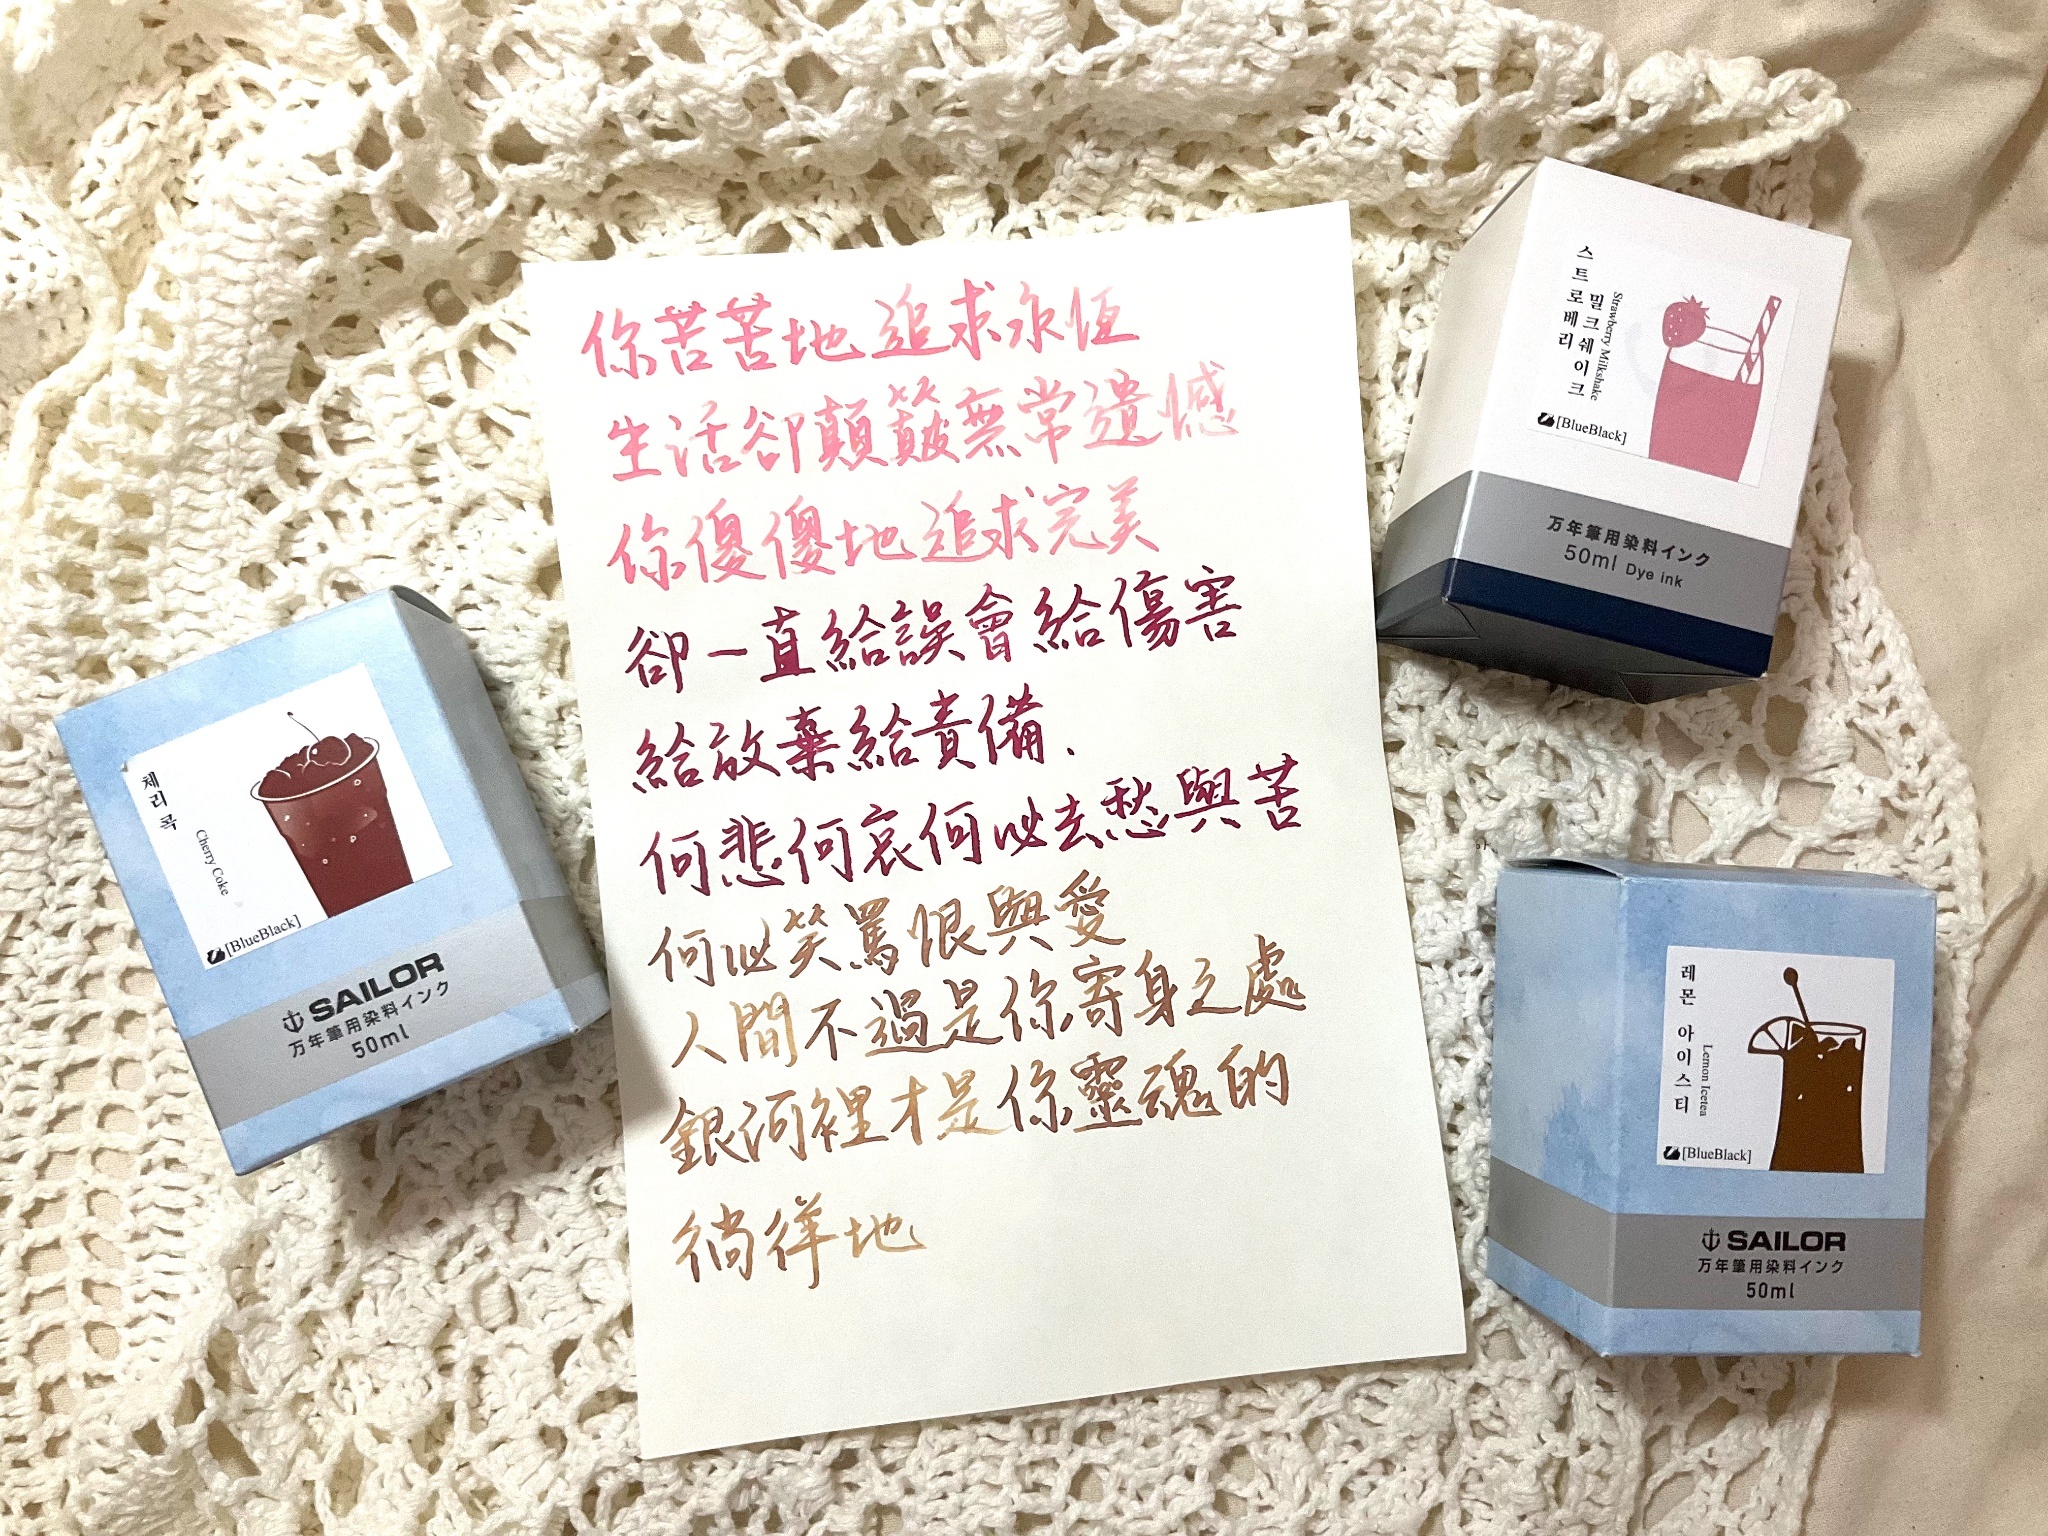 你苦苦地追求永恆
生活卻顛簸無常遺憾
你傻傻地追求完美
卻一直給誤會給傷害
給放棄給責備.
何悲何哀何必去愁與苦
何必笑罵恨與愛
人間不過是你寄身之處
銀河裡才是你靈魂的
徜徉地
스트로베리
밀크쉐이크
Strawberry Milkshake
[BlueBlack]
万年筆用染料インク
50ml Dye ink
체리콕
Cherry Coke
[BlueBlack]
SAILOR
万年筆用染料インク
50ml
레몬 아이스티
Lemon Icetea
[BlueBlack]
SAILOR
万年筆用染料インク
50ml